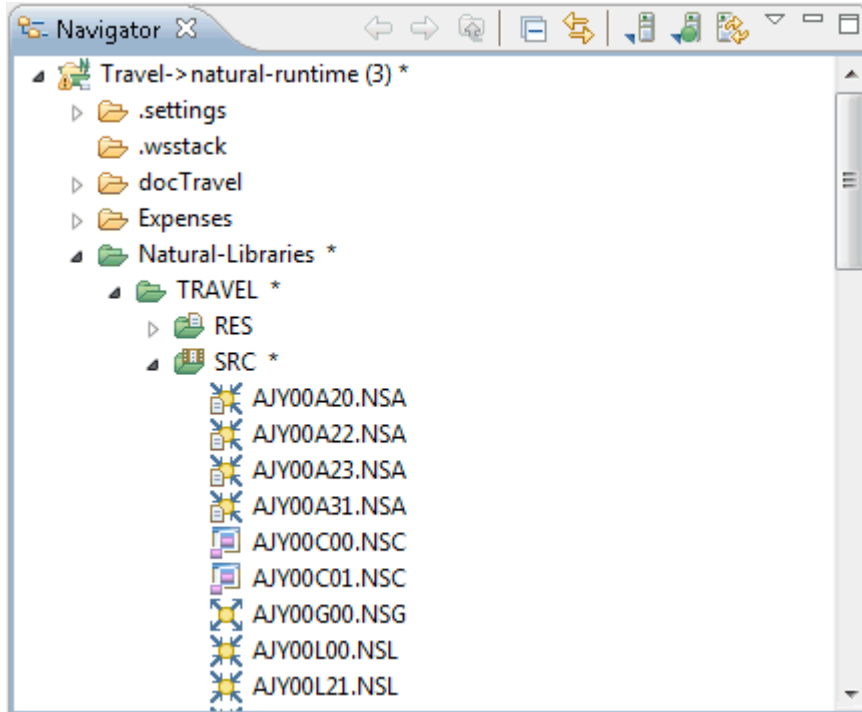 Navigator
Travel->natural-runtime (3) *
.settings
.wsstack
docTravel
Expenses
Natural-Libraries *
TRAVEL *
RES
SRC *
AJY00A20.NSA
AJY00A22.NSA
AJY00A23.NSA
AJY00A31.NSA
AJY00C00.NSC
AJY00C01.NSC
AJY00G00.NSG
AJY00L00.NSL
AJY00L21.NSL